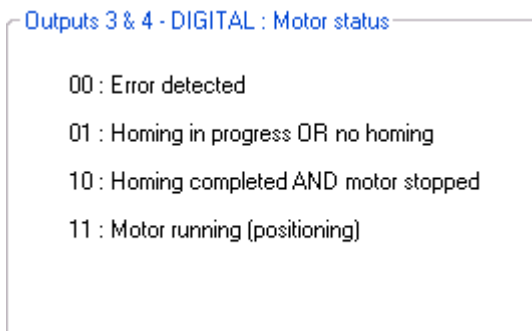 Outputs 3 & 4 - DIGITAL : Motor status
00 : Error detected
01 : Homing in progress OR no homing
10 : Homing completed AND motor stopped
11 : Motor running (positioning)